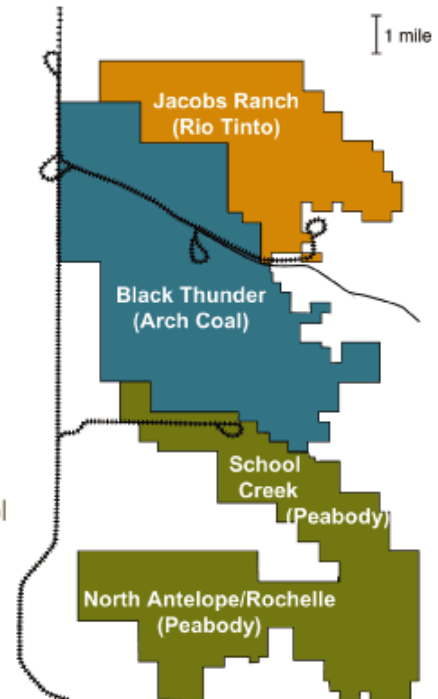 1 mile
Jacobs Ranch
(Rio Tinto)
Black Thunder
(Arch Coal)
School
Creek
(Peabody)
North Antelope/Rochelle
(Peabody)